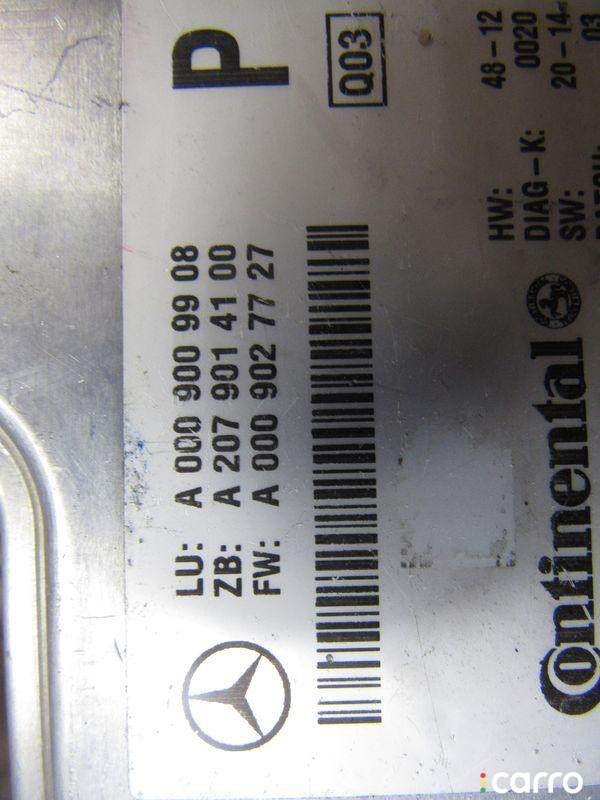 P
Q03
HW: 48-12
DIAG-K: 0020
SW: 20-14
03
LU: A 000 900 99 08
ZB: A 207 901 41 00
FW: A 000 902 77 27
Continental
carro